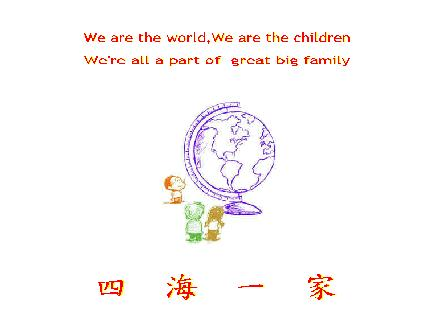 We are the world,We are the children
We're all a part of great big family
四海一家